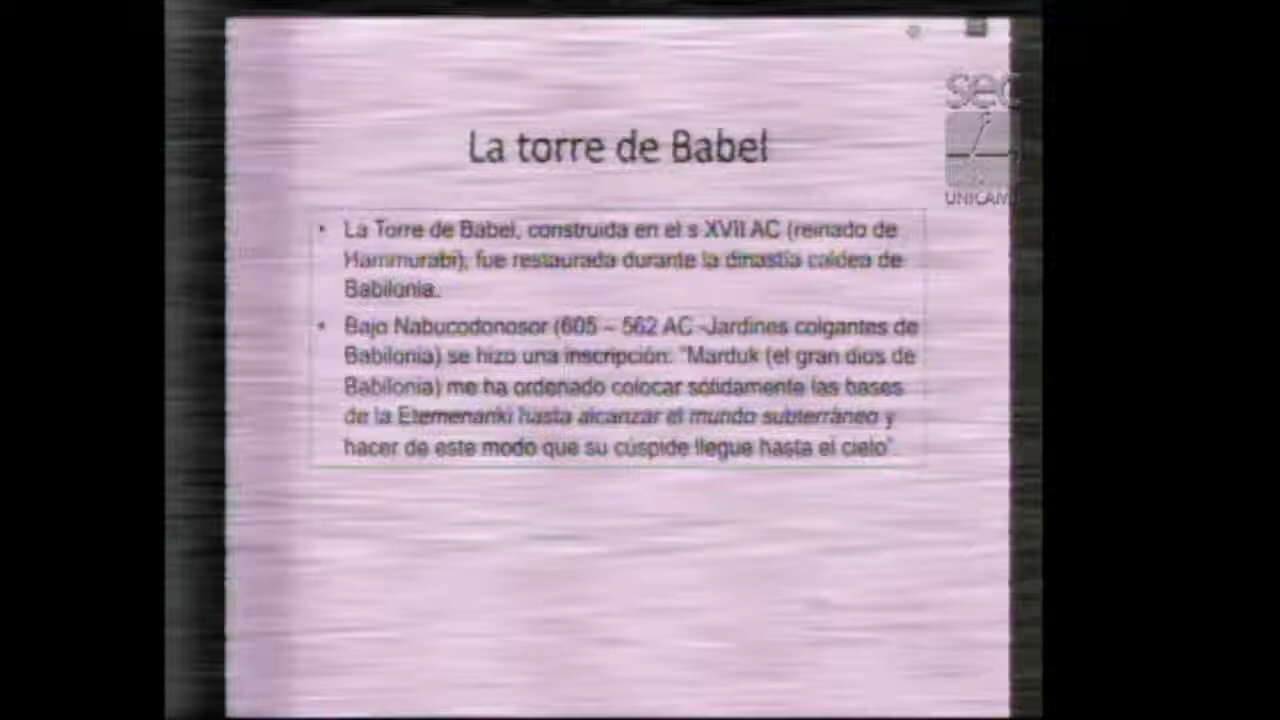 sec
UNICAM
La torre de Babel
• La Torre de Babel, construida en el s XVII AC (reinado de
Hammurabi), fue restaurada durante la dinastía caldea de
Babilonia.
• Bajo Nabucodonosor (605 – 562 AC -Jardines colgantes de
Babilonia) se hizo una inscripción: "Marduk (el gran dios de
Babilonia) me ha ordenado colocar sólidamente las bases
de la Etemenanki hasta alcanzar el mundo subterráneo y
hacer de este modo que su cúspide llegue hasta el cielo".